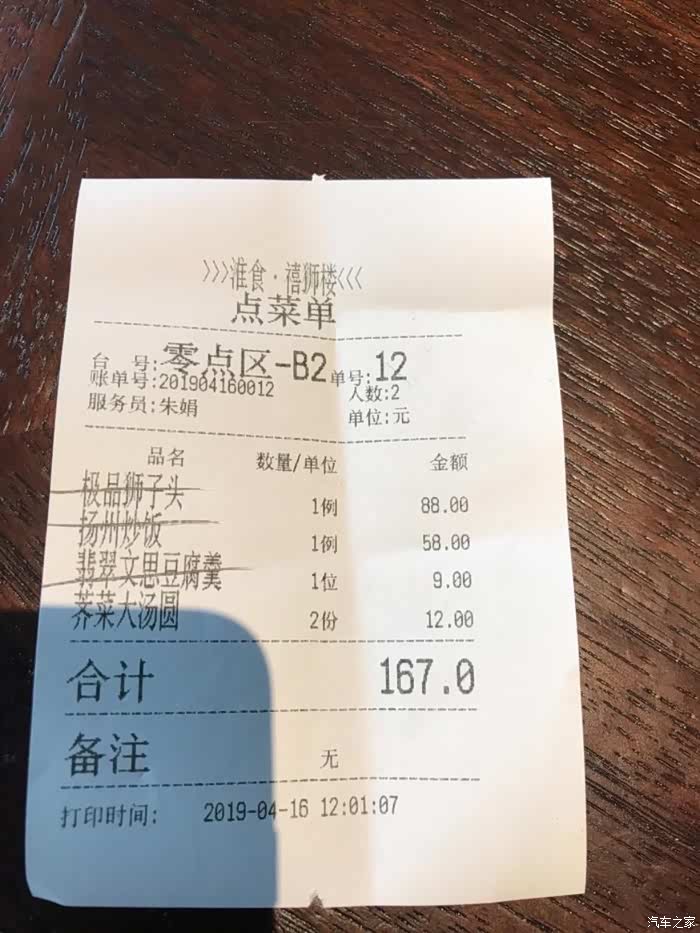 >>>淮食·禧狮楼<<<
点菜单
台 号:零点区-B2 单号:12
账单号:201904160012 人数:2
服务员:朱娟 单位:元
品名 数量/单位 金额
极品狮子头 1例 88.00
扬州炒饭 1例 58.00
翡翠文思豆腐羹 1位 9.00
荠菜大汤圆 2份 12.00
合计 167.0
备注 无
打印时间: 2019-04-16 12:01:07
汽车之家